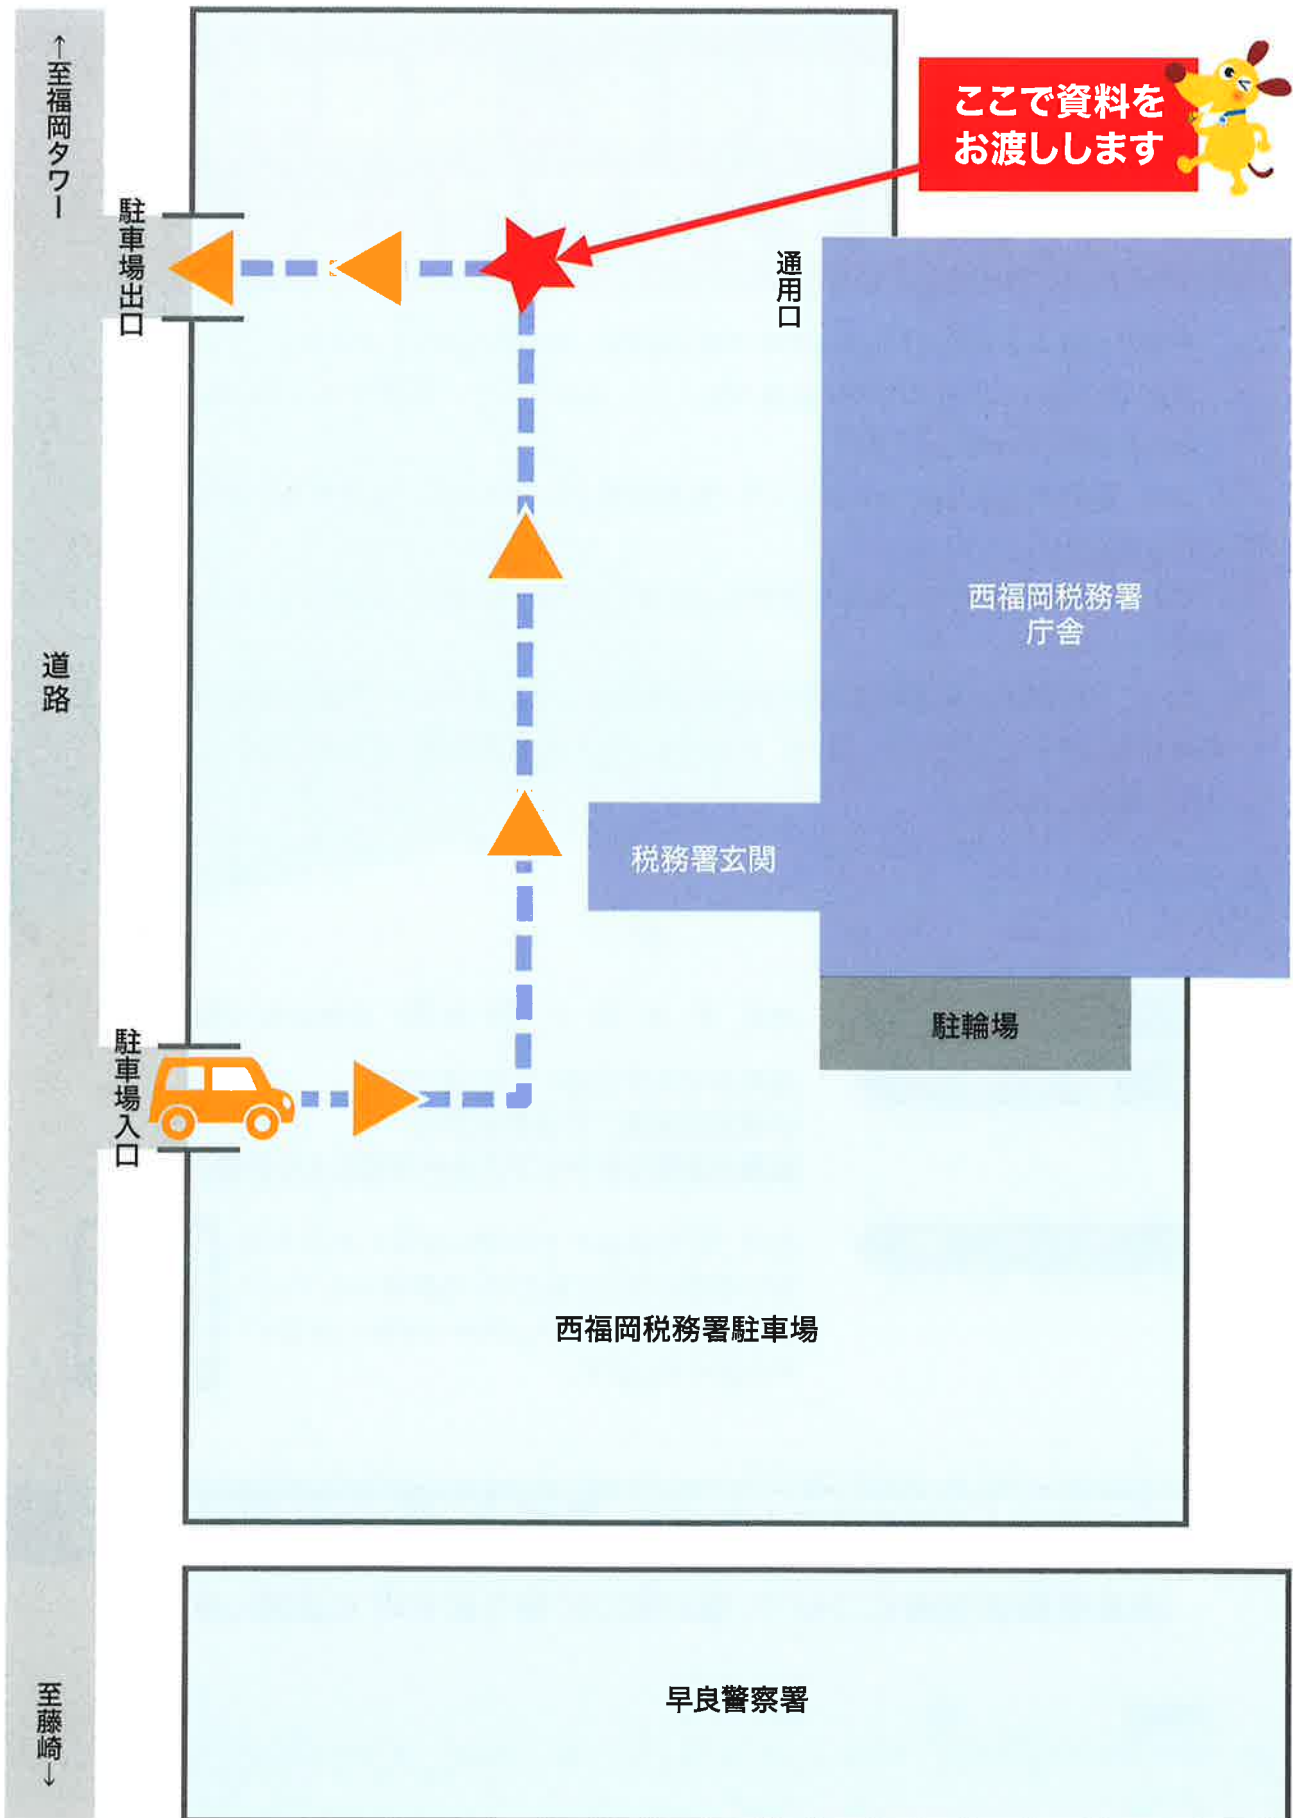 ↑至福岡タワー
ここで資料を
お渡しします
駐車場出口
通用口
西福岡税務署
庁舎
道路
税務署玄関
駐輪場
駐車場入口
西福岡税務署駐車場
早良警察署
至藤崎↓